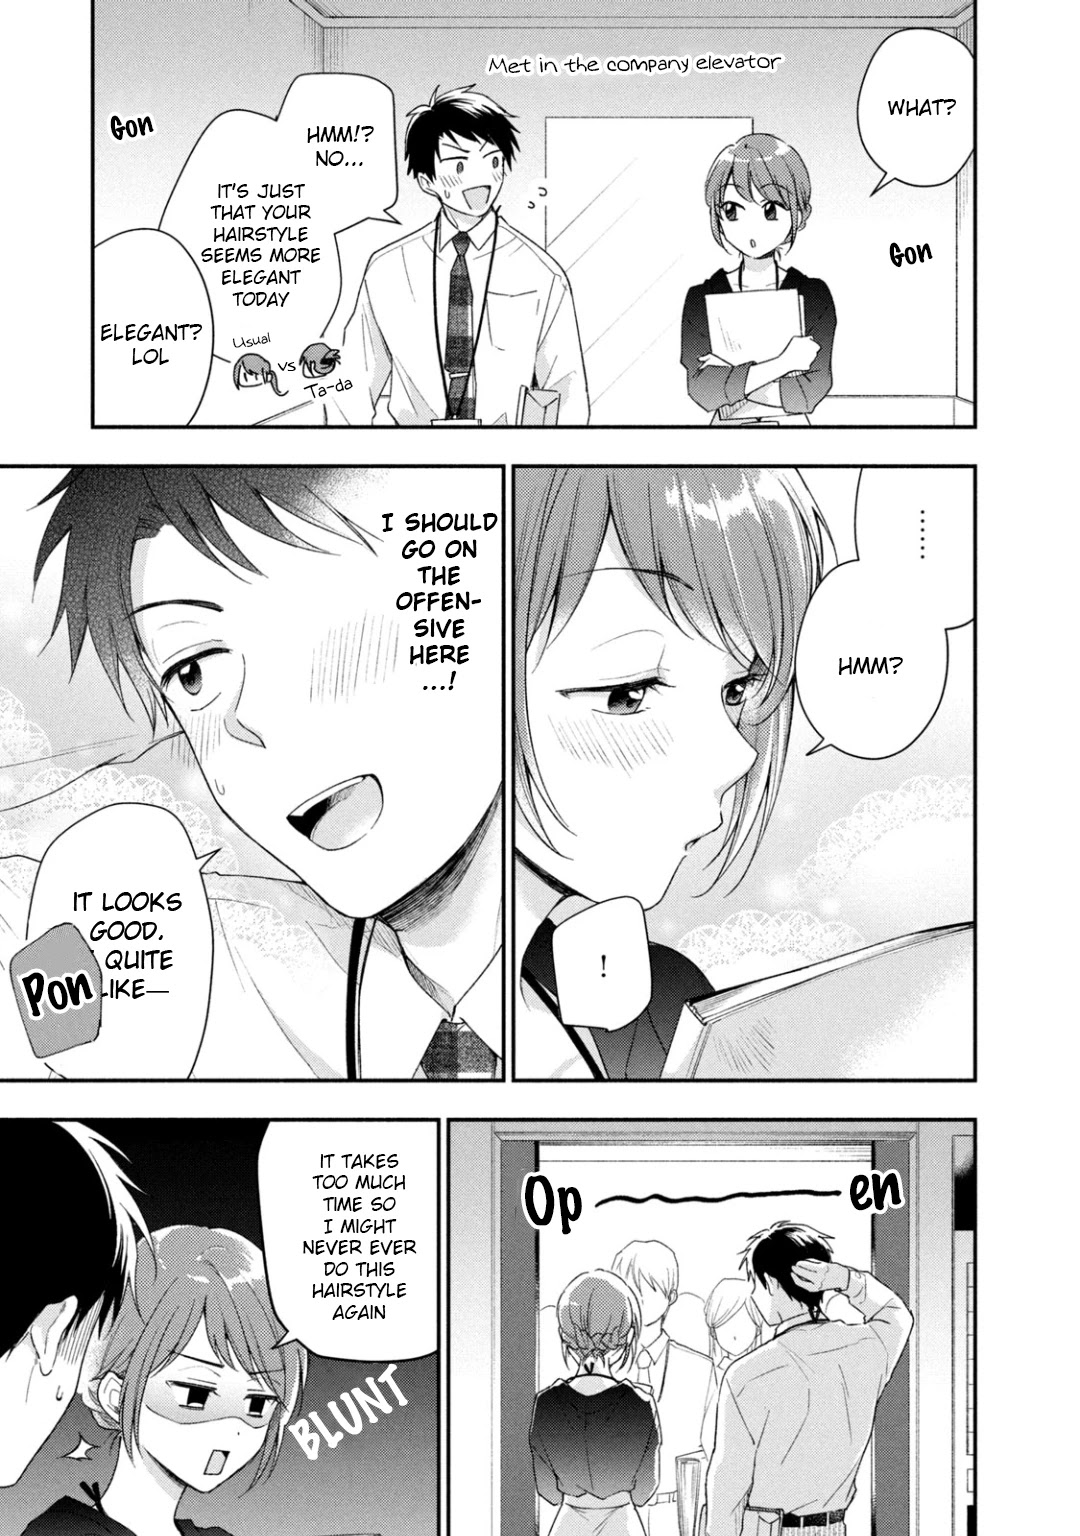 Met in the company elevator
WHAT?
Gon
HMM!?
NO...
IT'S JUST
THAT YOUR
HAIRSTYLE
SEEMS MORE
ELEGANT
TODAY
Usual
vs
Ta-da
Gon
ELEGANT?
LOL
........
HMM?
!
I SHOULD
GO ON
THE
OFFEN-
SIVE
HERE
...!
IT LOOKS
GOOD.
QUITE
LIKE—
Pon
Op
en
IT TAKES
TOO MUCH
TIME SO
I MIGHT
NEVER EVER
DO THIS
HAIRSTYLE
AGAIN
BLUNT